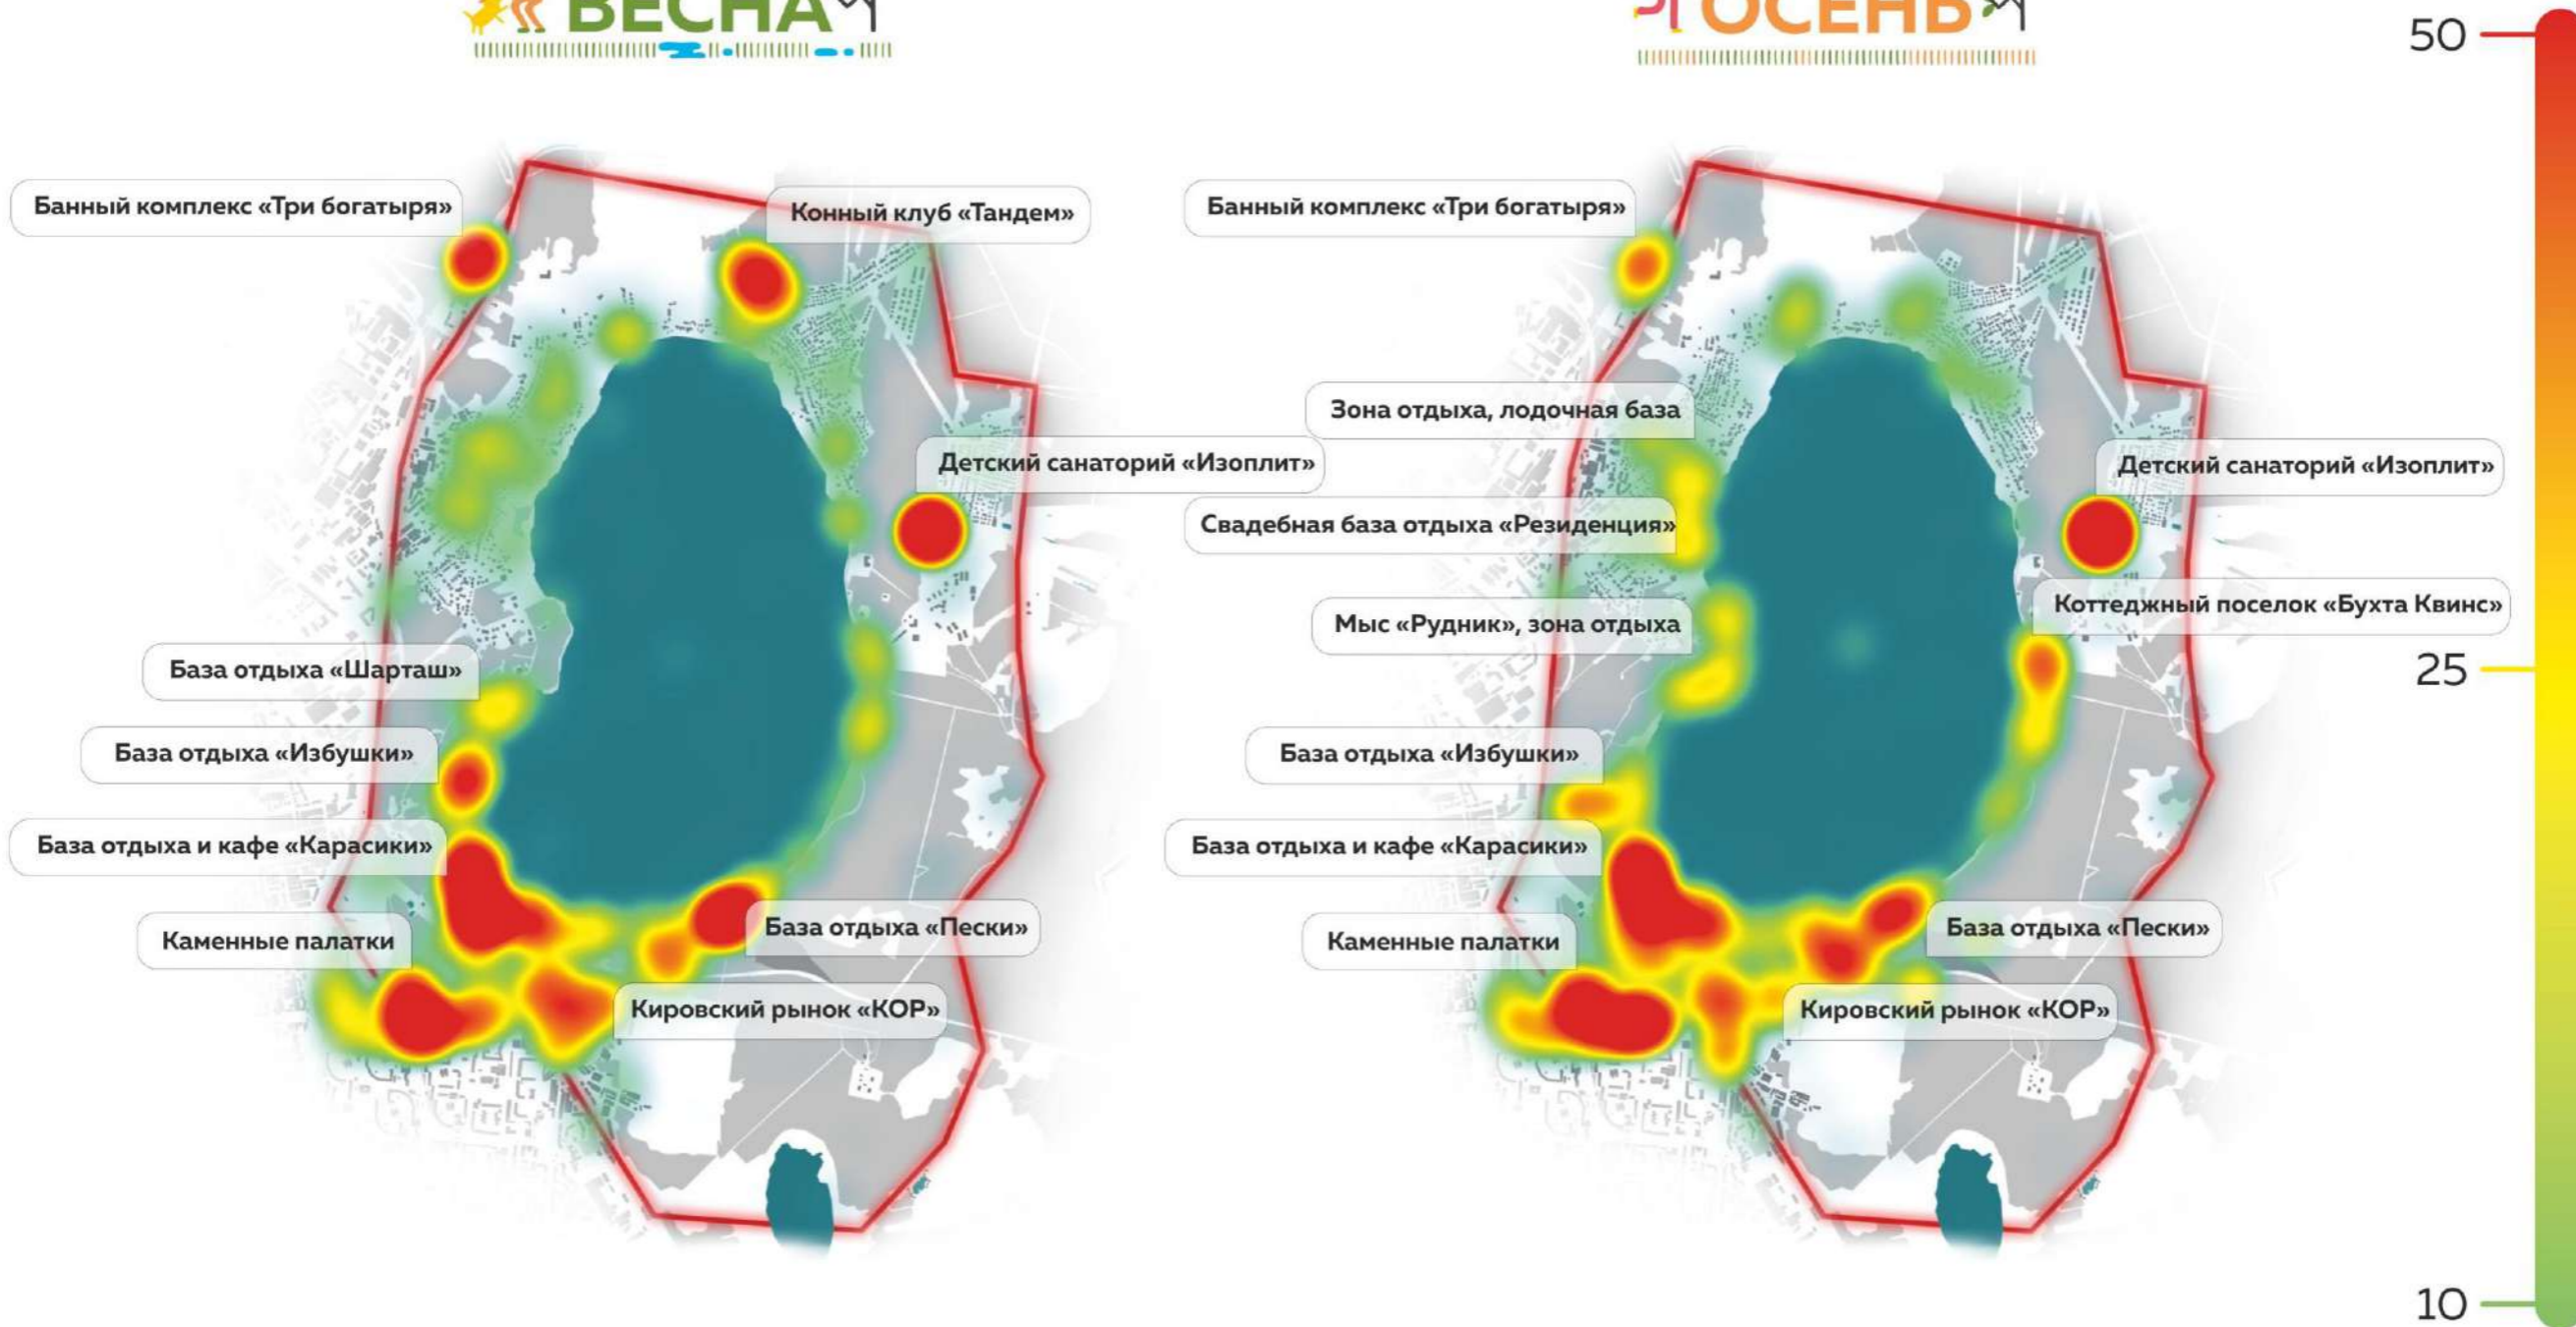 ВЕСНА
Банный комплекс «Три богатыря»
Конный клуб «Тандем»
Детский санаторий «Изоплит»
База отдыха «Шарташ»
База отдыха «Избушки»
База отдыха и кафе «Карасики»
Каменные палатки
База отдыха «Пески»
Кировский рынок «КОР»
ОСЕНЬ
Банный комплекс «Три богатыря»
Зона отдыха, лодочная база
Детский санаторий «Изоплит»
Свадебная база отдыха «Резиденция»
Коттеджный поселок «Бухта Квинс»
Мыс «Рудник», зона отдыха
База отдыха «Избушки»
База отдыха и кафе «Карасики»
Каменные палатки
База отдыха «Пески»
Кировский рынок «КОР»
50
25
10